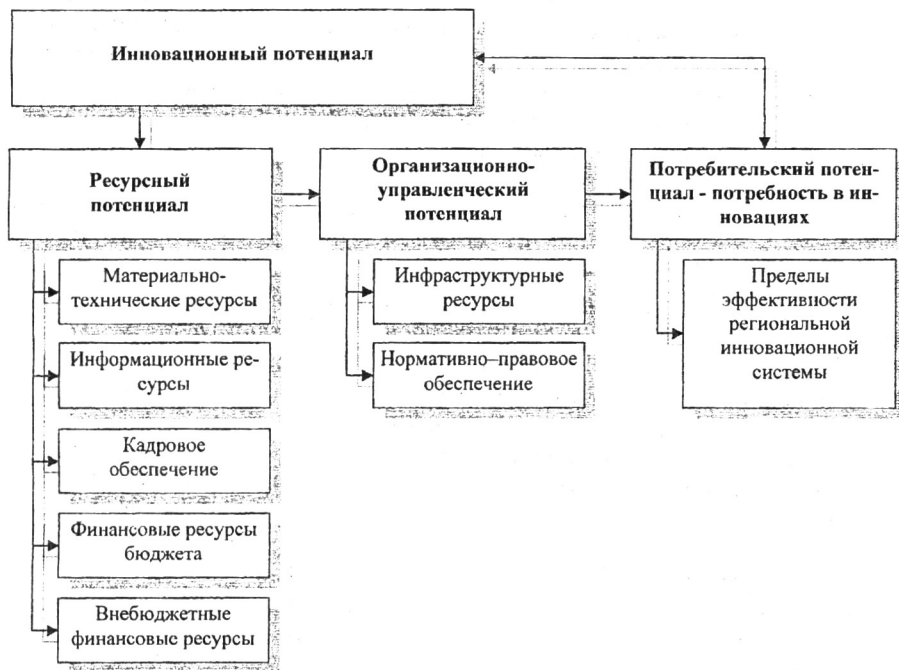 Инновационный потенциал
Ресурсный
потенциал
Организационно-
управленческий
потенциал
Потребительский потен-
циал - потребность в ин-
новациях
Материально-
технические ресурсы
Информационные ре-
сурсы
Кадровое
обеспечение
Финансовые ресурсы
бюджета
Внебюджетные
финансовые ресурсы
Инфраструктурные
ресурсы
Нормативно–правовое
обеспечение
Пределы
эффективности
региональной
инновационной
системы